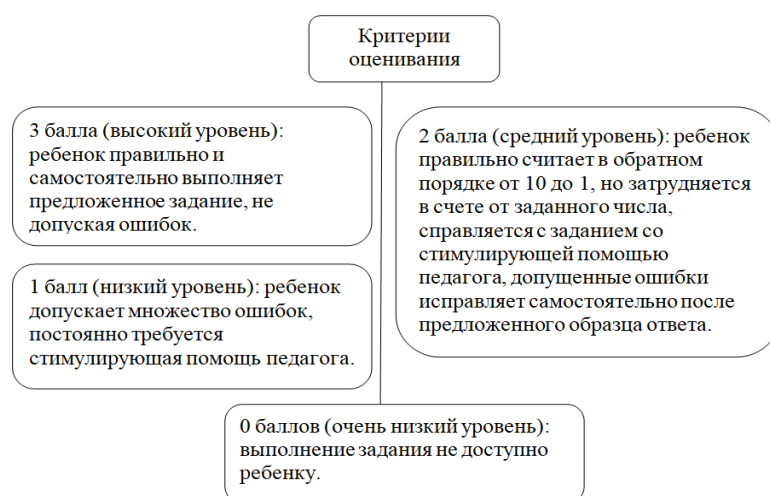 Критерии
оценивания
3 балла (высокий уровень):
ребенок правильно и
самостоятельно выполняет
предложенное задание, не
допуская ошибок.
2 балла (средний уровень): ребенок
правильно считает в обратном
порядке от 10 до 1, но затрудняется
в счете от заданного числа,
справляется с заданием со
стимулирующей помощью
педагога, допущенные ошибки
исправляет самостоятельно после
предложенного образца ответа.
1 балл (низкий уровень): ребенок
допускает множество ошибок,
постоянно требуется
стимулирующая помощь педагога.
0 баллов (очень низкий уровень):
выполнение задания не доступно
ребенку.